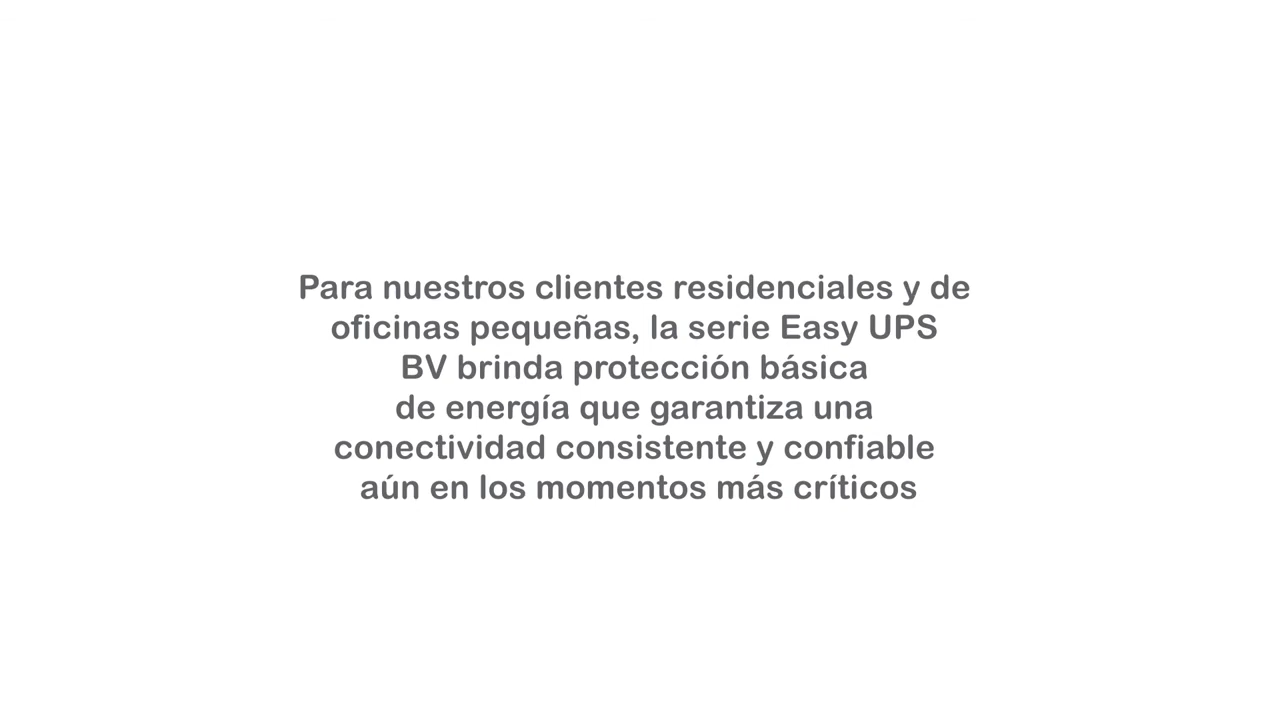 Para nuestros clientes residenciales y de
oficinas pequeñas, la serie Easy UPS
BV brinda protección básica
de energía que garantiza una
conectividad consistente y confiable
aún en los momentos más críticos